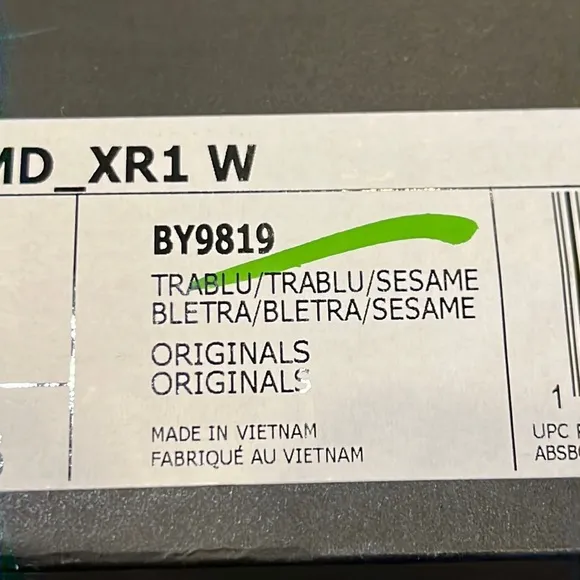 MD_XR1 W
BY9819
TRABLU/TRABLU/SESAME
BLETRA/BLETRA/SESAME
ORIGINALS
ORIGINALS
MADE IN VIETNAM
FABRIQUÉ AU VIETNAM
1
UPC